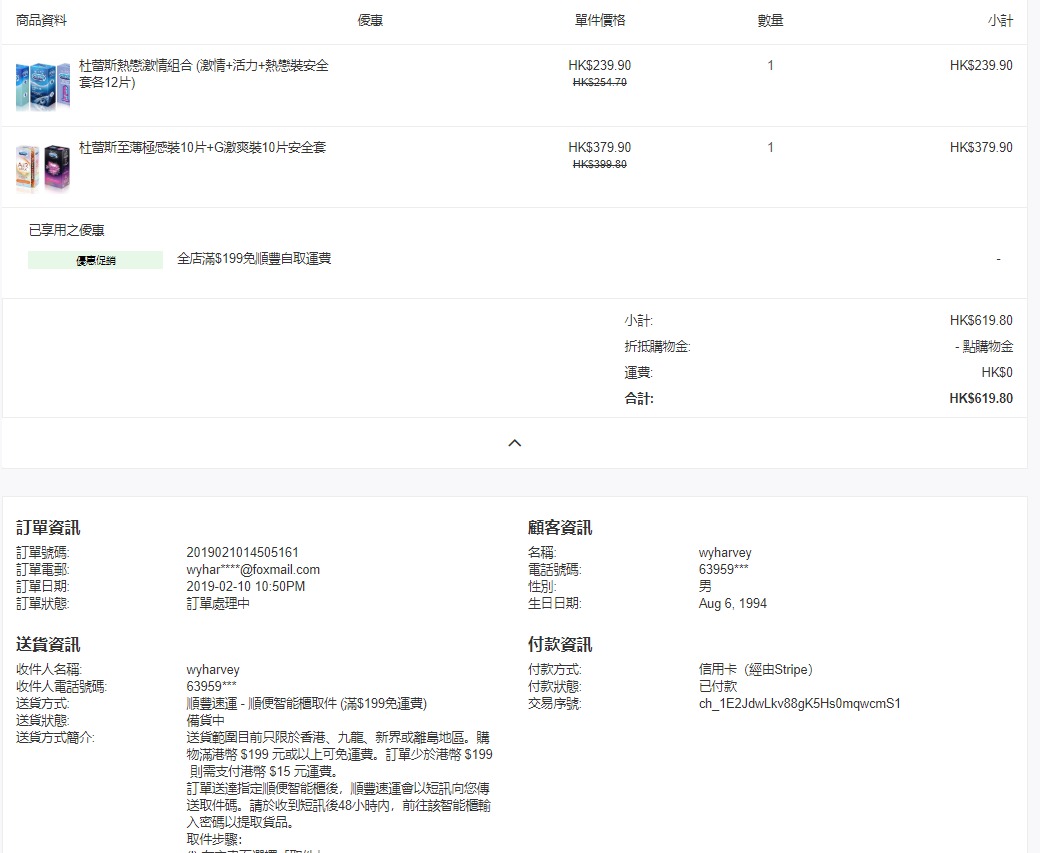 商品資料 優惠 單件價格 數量 小計
杜蕾斯熱戀激情組合 (激情+活力+熱戀裝安全 HK$239.90 1 HK$239.90
套各12片) HK$254.70
杜蕾斯至薄極感裝10片+G激爽裝10片安全套 HK$379.90 1 HK$379.90
HK$399.80
已享用之優惠
優惠促銷 全店滿$199免順豐自取運費 -
小計: HK$619.80
折抵購物金: - 點購物金
運費: HK$0
合計: HK$619.80
訂單資訊
訂單號碼: 2019021014505161
訂單電郵: wyhar****@foxmail.com
訂單日期: 2019-02-10 10:50PM
訂單狀態: 訂單處理中
顧客資訊
名稱: wyharvey
電話號碼: 63959***
性別: 男
生日日期: Aug 6, 1994
送貨資訊
收件人名稱: wyharvey
收件人電話號碼: 63959***
送貨方式: 順豐速運 - 順便智能櫃取件 (滿$199免運費)
送貨狀態: 備貨中
送貨方式簡介: 送貨範圍目前只限於香港、九龍、新界或離島地區。購
物滿港幣 $199 元或以上可免運費。訂單少於港幣 $199
則需支付港幣 $15 元運費。
訂單送達指定順便智能櫃後，順豐速運會以短訊向您傳
送取件碼。請於收到短訊後48小時內，前往該智能櫃輸
入密碼以提取貨品。
取件步驟：
付款資訊
付款方式: 信用卡（經由Stripe）
付款狀態: 已付款
交易序號: ch_1E2JdwLkv88gK5Hs0mqwcmS1